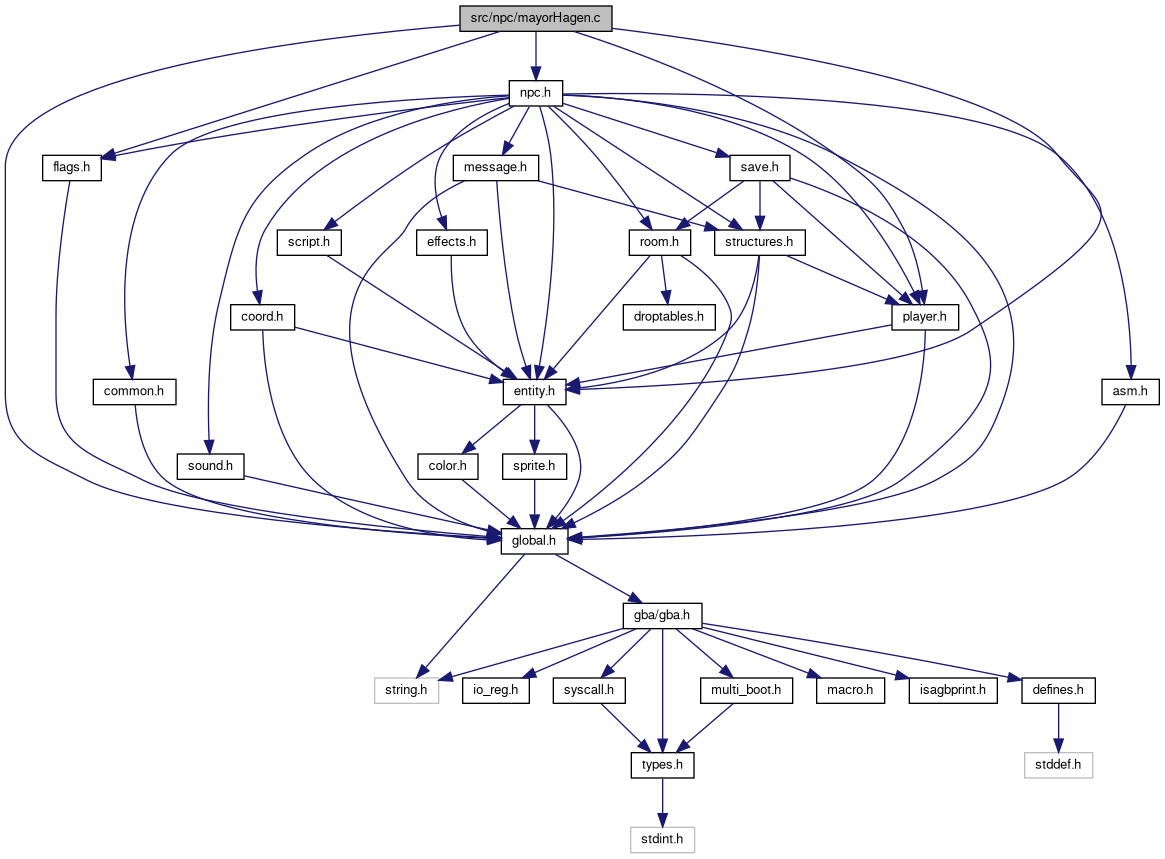 src/npc/mayorHagen.c
npc.h
flags.h
message.h
save.h
script.h
effects.h
room.h
structures.h
coord.h
droptables.h
player.h
common.h
entity.h
asm.h
sound.h
color.h
sprite.h
global.h
gba/gba.h
string.h
io_reg.h
syscall.h
multi_boot.h
macro.h
isagbprint.h
defines.h
types.h
stddef.h
stdint.h